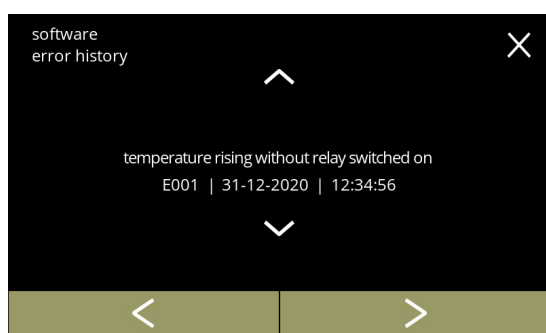 software
error history
temperature rising without relay switched on
E001 | 31-12-2020 | 12:34:56